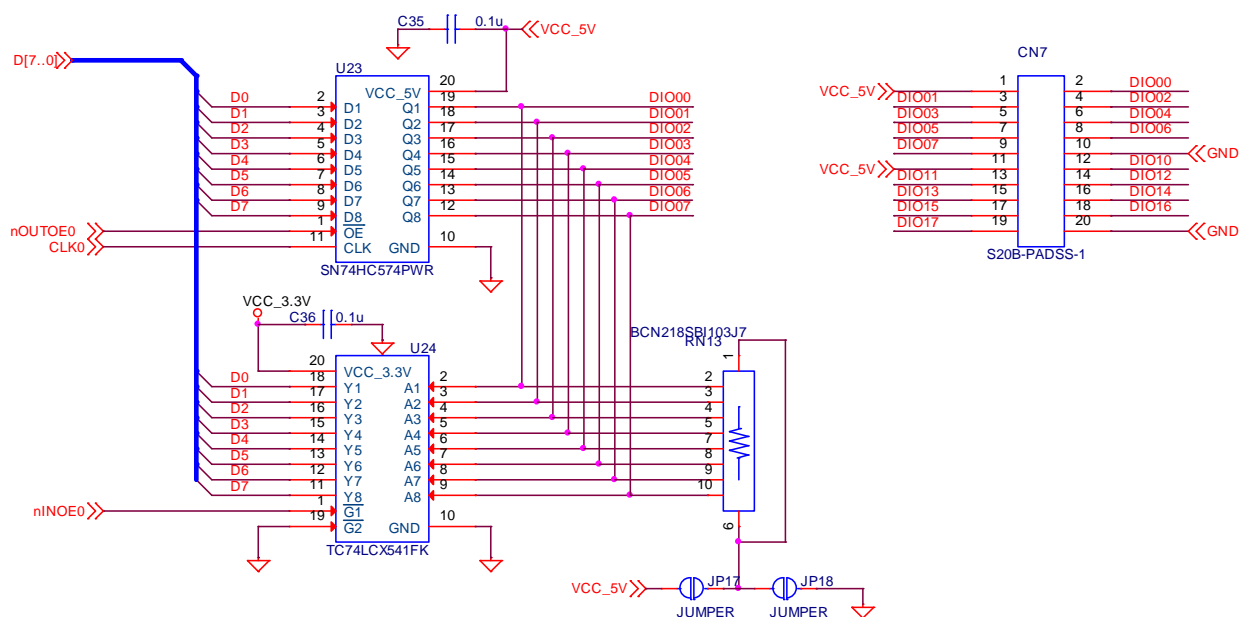 C35 0.1u VCC_5V
D[7..0]
U23
VCC_5V 20
D0 2 D1 Q1 19 DIO00
D1 3 D2 Q2 18 DIO01
D2 4 D3 Q3 17 DIO02
D3 5 D4 Q4 16 DIO03
D4 6 D5 Q5 15 DIO04
D5 7 D6 Q6 14 DIO05
D6 8 D7 Q7 13 DIO06
D7 9 D8 Q8 12 DIO07
nOUTOE0 1 OE
CLK0 11 CLK GND 10
SN74HC574PWR
CN7
VCC_5V 1 2 DIO00
DIO01 3 4 DIO02
DIO03 5 6 DIO04
DIO05 7 8 DIO06
DIO07 9 10 GND
VCC_5V 11 12 DIO10
DIO11 13 14 DIO12
DIO13 15 16 DIO14
DIO15 17 18 DIO16
DIO17 19 20 GND
S20B-PADSS-1
VCC_3.3V
C36 0.1u
U24
20 VCC_3.3V
D0 18 Y1 A1 2
D1 17 Y2 A2 3
D2 16 Y3 A3 4
D3 15 Y4 A4 5
D4 14 Y5 A5 6
D5 13 Y6 A6 7
D6 12 Y7 A7 8
D7 11 Y8 A8 9
nINOE0 1 G1
19 G2 GND 10
TC74LCX541FK
BCN218SBI103J7
RN13
1
2
3
4
5
7
8
9
10
6
VCC_5V JP17 JP18
JUMPER JUMPER